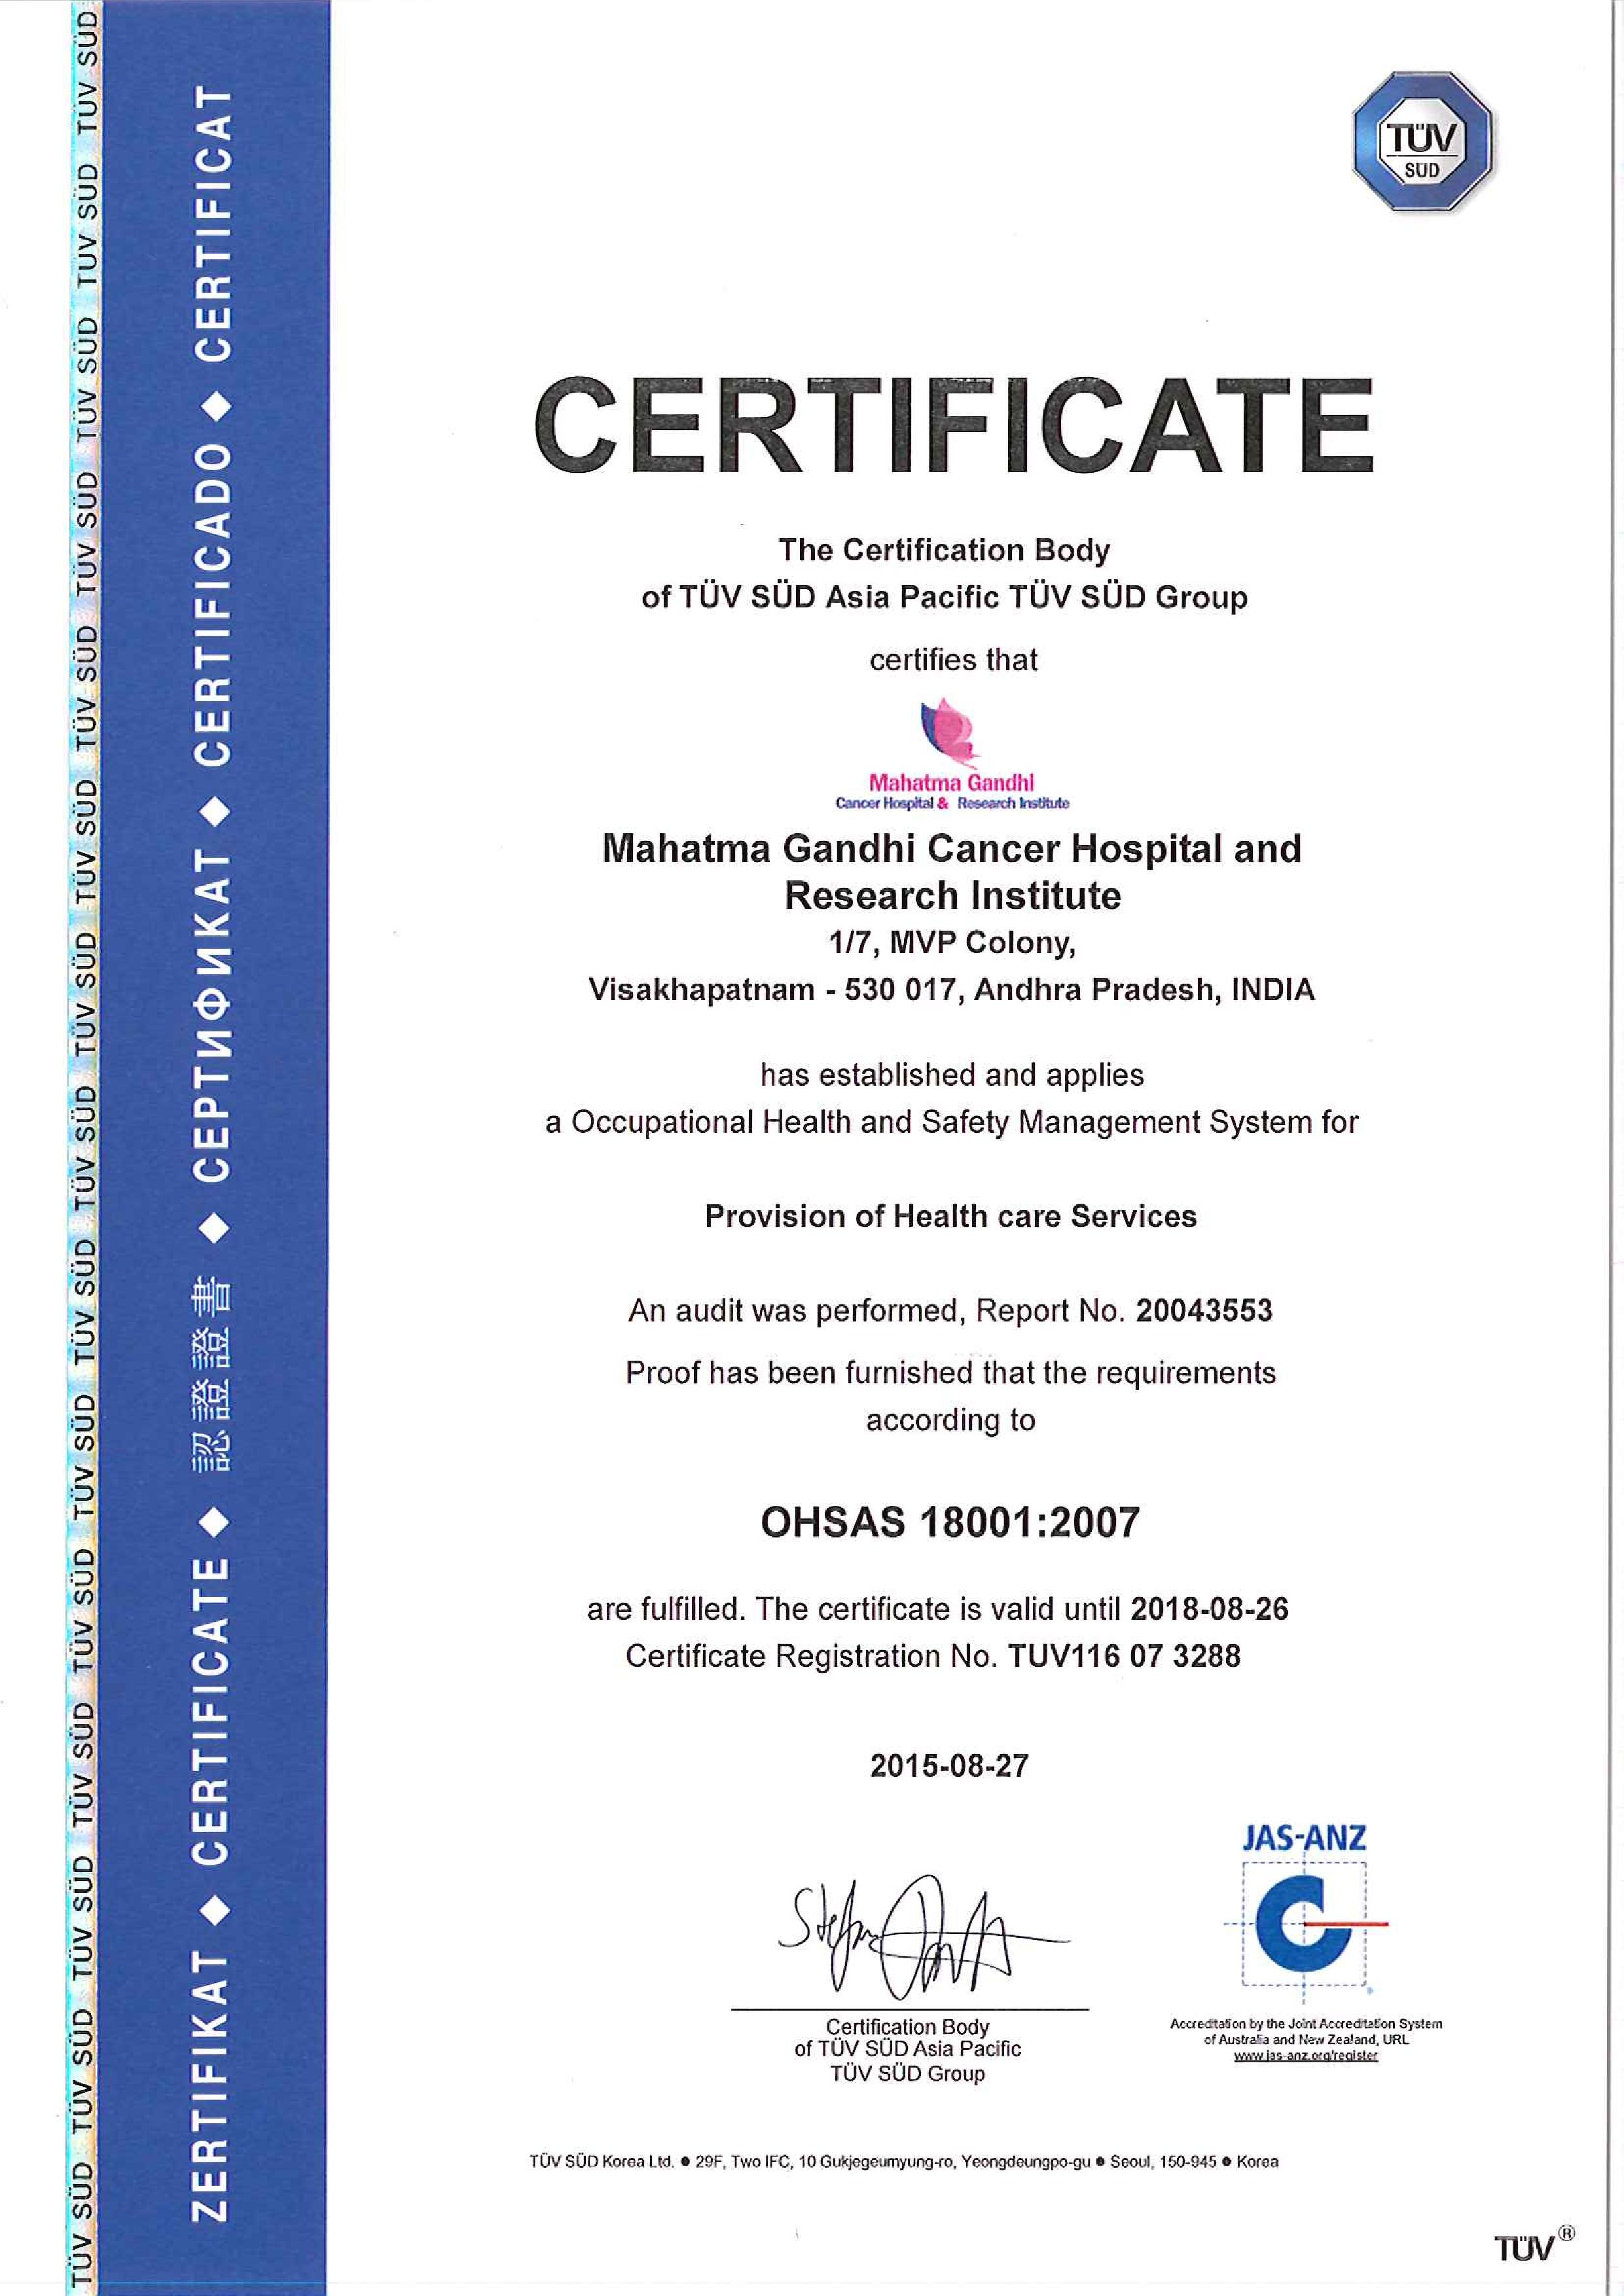 TÜV SÜD TÜV SÜD TÜV SÜD TÜV SÜD TÜV SÜD TÜV SÜD TÜV SÜD TÜV SÜD TÜV SÜD TÜV SÜD TÜV SÜD TÜV SÜD TÜV SÜD TÜV SÜD TÜV SÜD
ZERTIFIKAT ◆ CERTIFICATE ◆ 認證證書 ◆ СЕРТИФИКАТ ◆ CERTIFICADO ◆ CERTIFICAT
TÜV
SÜD
CERTIFICATE
The Certification Body
of TÜV SÜD Asia Pacific TÜV SÜD Group
certifies that
Mahatma Gandhi
Cancer Hospital & Research Institute
Mahatma Gandhi Cancer Hospital and
Research Institute
1/7, MVP Colony,
Visakhapatnam - 530 017, Andhra Pradesh, INDIA
has established and applies
a Occupational Health and Safety Management System for
Provision of Health care Services
An audit was performed, Report No. 20043553
Proof has been furnished that the requirements
according to
OHSAS 18001:2007
are fulfilled. The certificate is valid until 2018-08-26
Certificate Registration No. TUV116 07 3288
2015-08-27
JAS-ANZ
Certification Body
of TÜV SÜD Asia Pacific
TÜV SÜD Group
Accreditation by the Joint Accreditation System
of Australia and New Zealand, URL
www.jas-anz.org/register
TÜV SÜD Korea Ltd. ● 29F, Two IFC, 10 Gukjegeumyung-ro, Yeongdeungpo-gu ● Seoul, 150-945 ● Korea
TÜV®